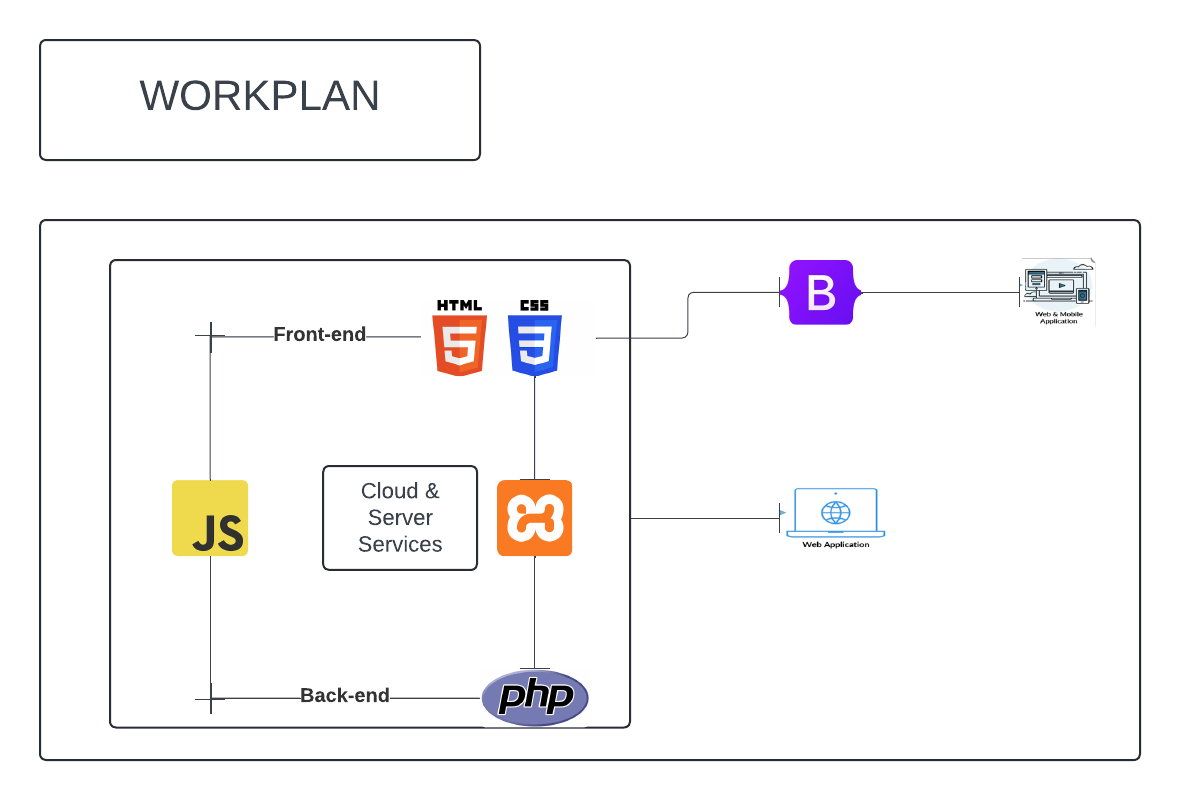 WORKPLAN
HTML
CSS
5
3
B
Web & Mobile
Application
Front-end
Cloud &
Server
Services
JS
Web Application
Back-end
php